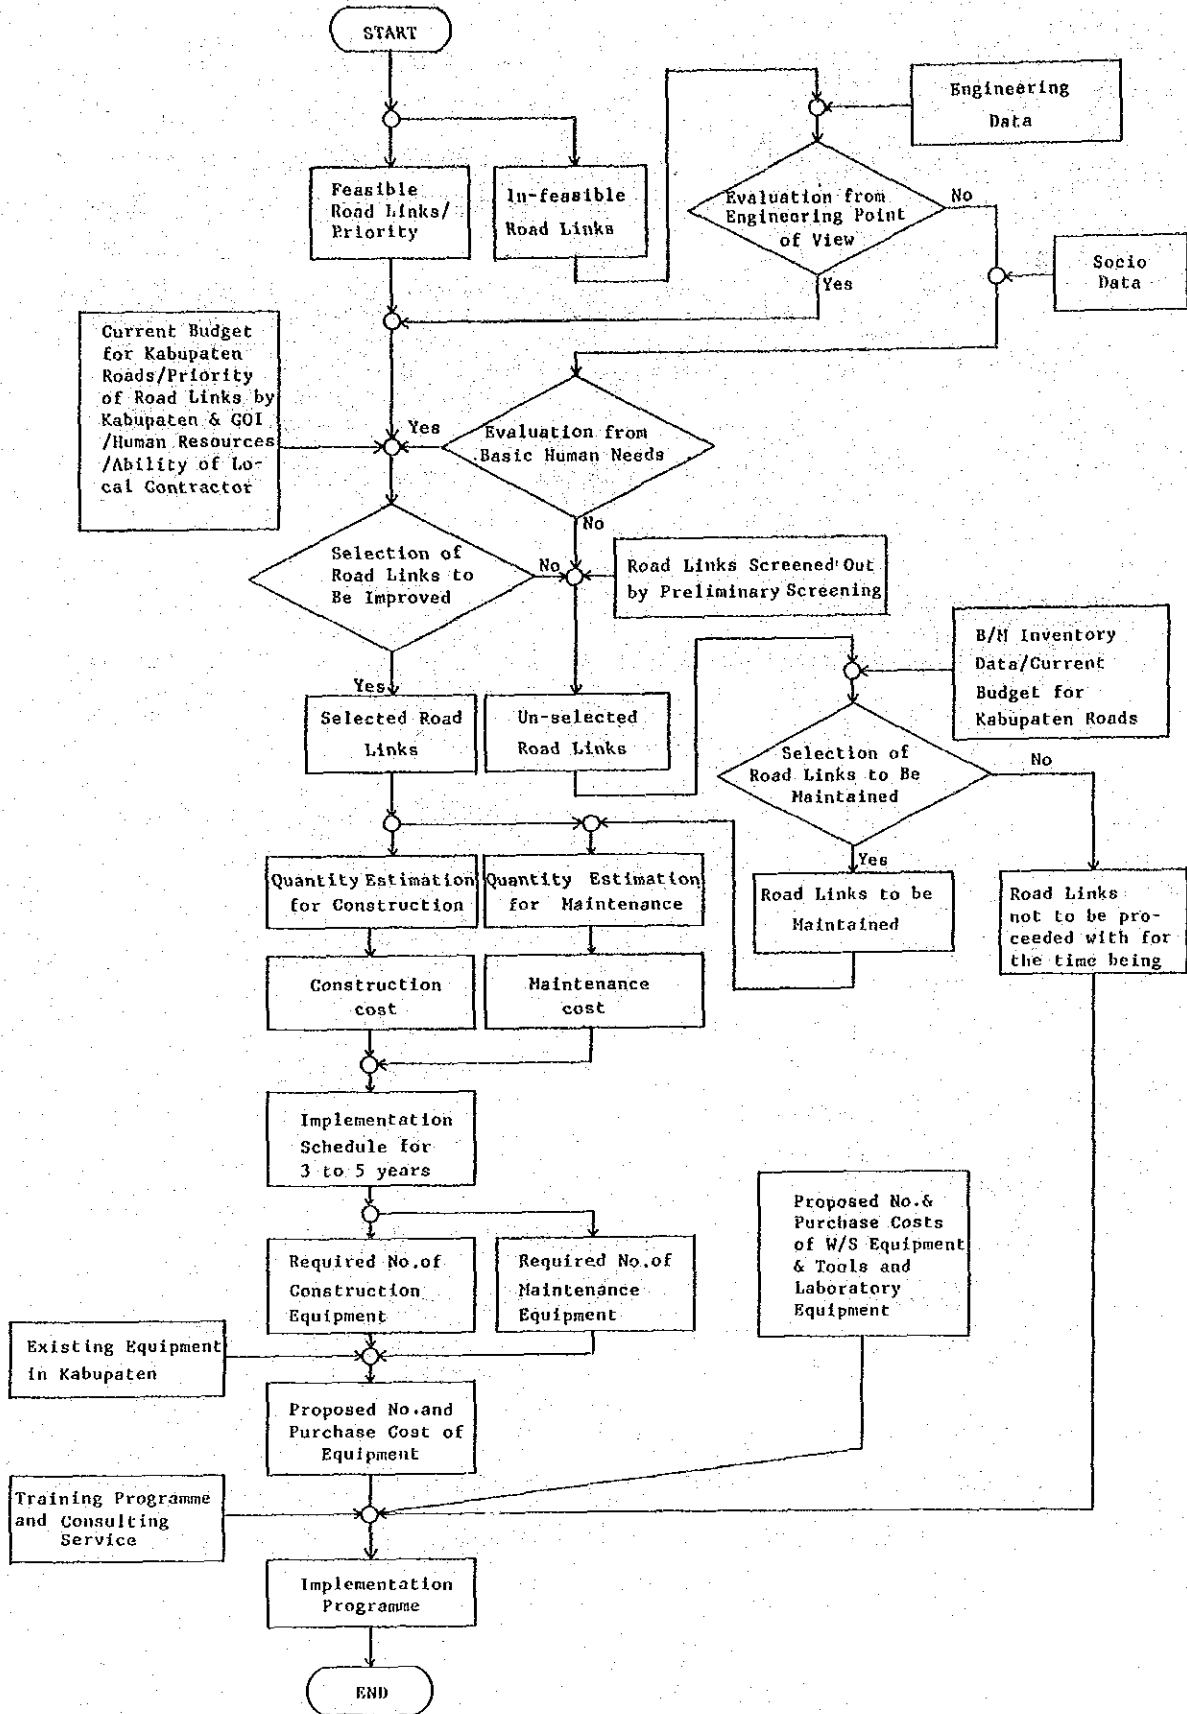 START
Engineering
Data
Feasible
Road Links/
Priority
In-feasible
Road Links
Evaluation from
Engineering Point
of View
No
Yes
Socio
Data
Current Budget
for Kabupaten
Roads/Priority
of Road Links by
Kabupaten & GOI
/Human Resources
/Ability of Lo-
cal Contractor
Yes
Evaluation from
Basic Human Needs
No
Selection of
Road Links to
Be Improved
No
Road Links Screened Out
by Preliminary Screening
Yes
B/M Inventory
Data/Current
Budget for
Kabupaten Roads
Selected Road
Links
Un-selected
Road Links
Selection of
Road Links to Be
Maintained
No
Yes
Quantity Estimation
for Construction
Quantity Estimation
for Maintenance
Road Links to be
Maintained
Road Links
not to be pro-
ceeded with for
the time being
Construction
cost
Maintenance
cost
Implementation
Schedule for
3 to 5 years
Proposed No.&
Purchase Costs
of W/S Equipment
& Tools and
Laboratory
Equipment
Required No.of
Construction
Equipment
Required No.of
Maintenance
Equipment
Existing Equipment
in Kabupaten
Proposed No.and
Purchase Cost of
Equipment
Training Programme
and Consulting
Service
Implementation
Programme
END